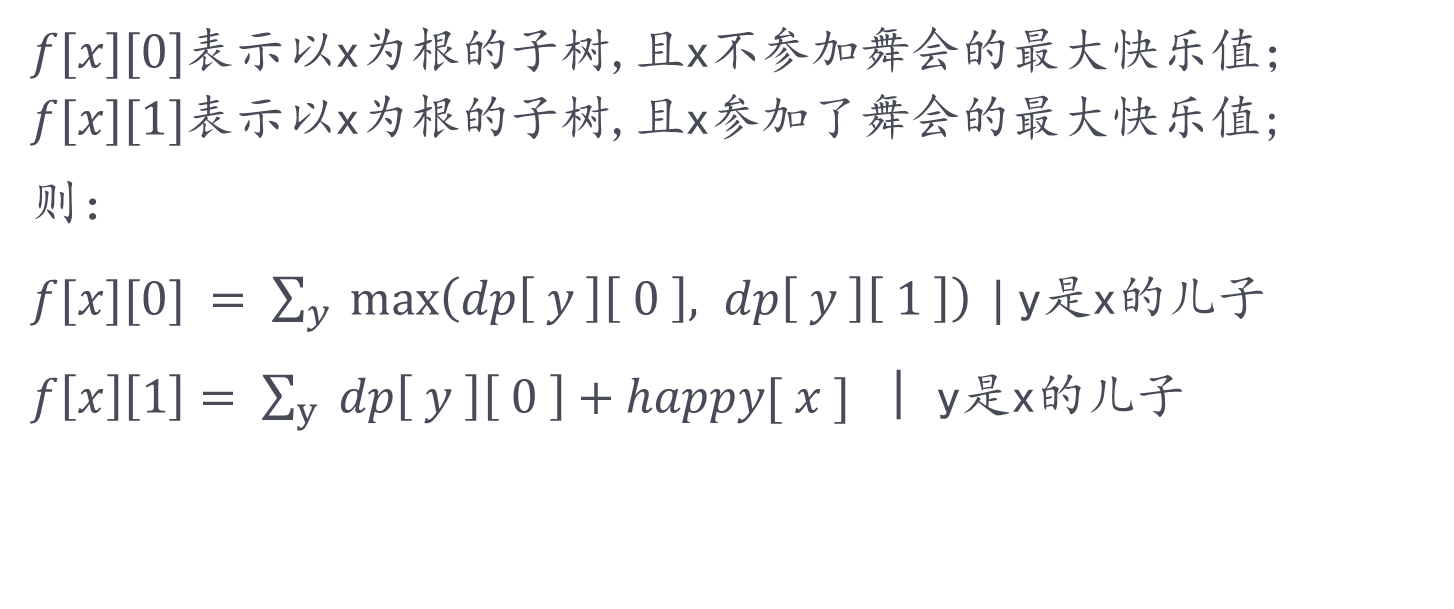 f[x][0]表示以x为根的子树,且x不参加舞会的最大快乐值;
f[x][1]表示以x为根的子树,且x参加了舞会的最大快乐值;
则:
f[x][0] = ∑_y max(dp[ y ][ 0 ], dp[ y ][ 1 ]) | y是x的儿子
f[x][1] = ∑_y dp[ y ][ 0 ] + happy[ x ] | y是x的儿子